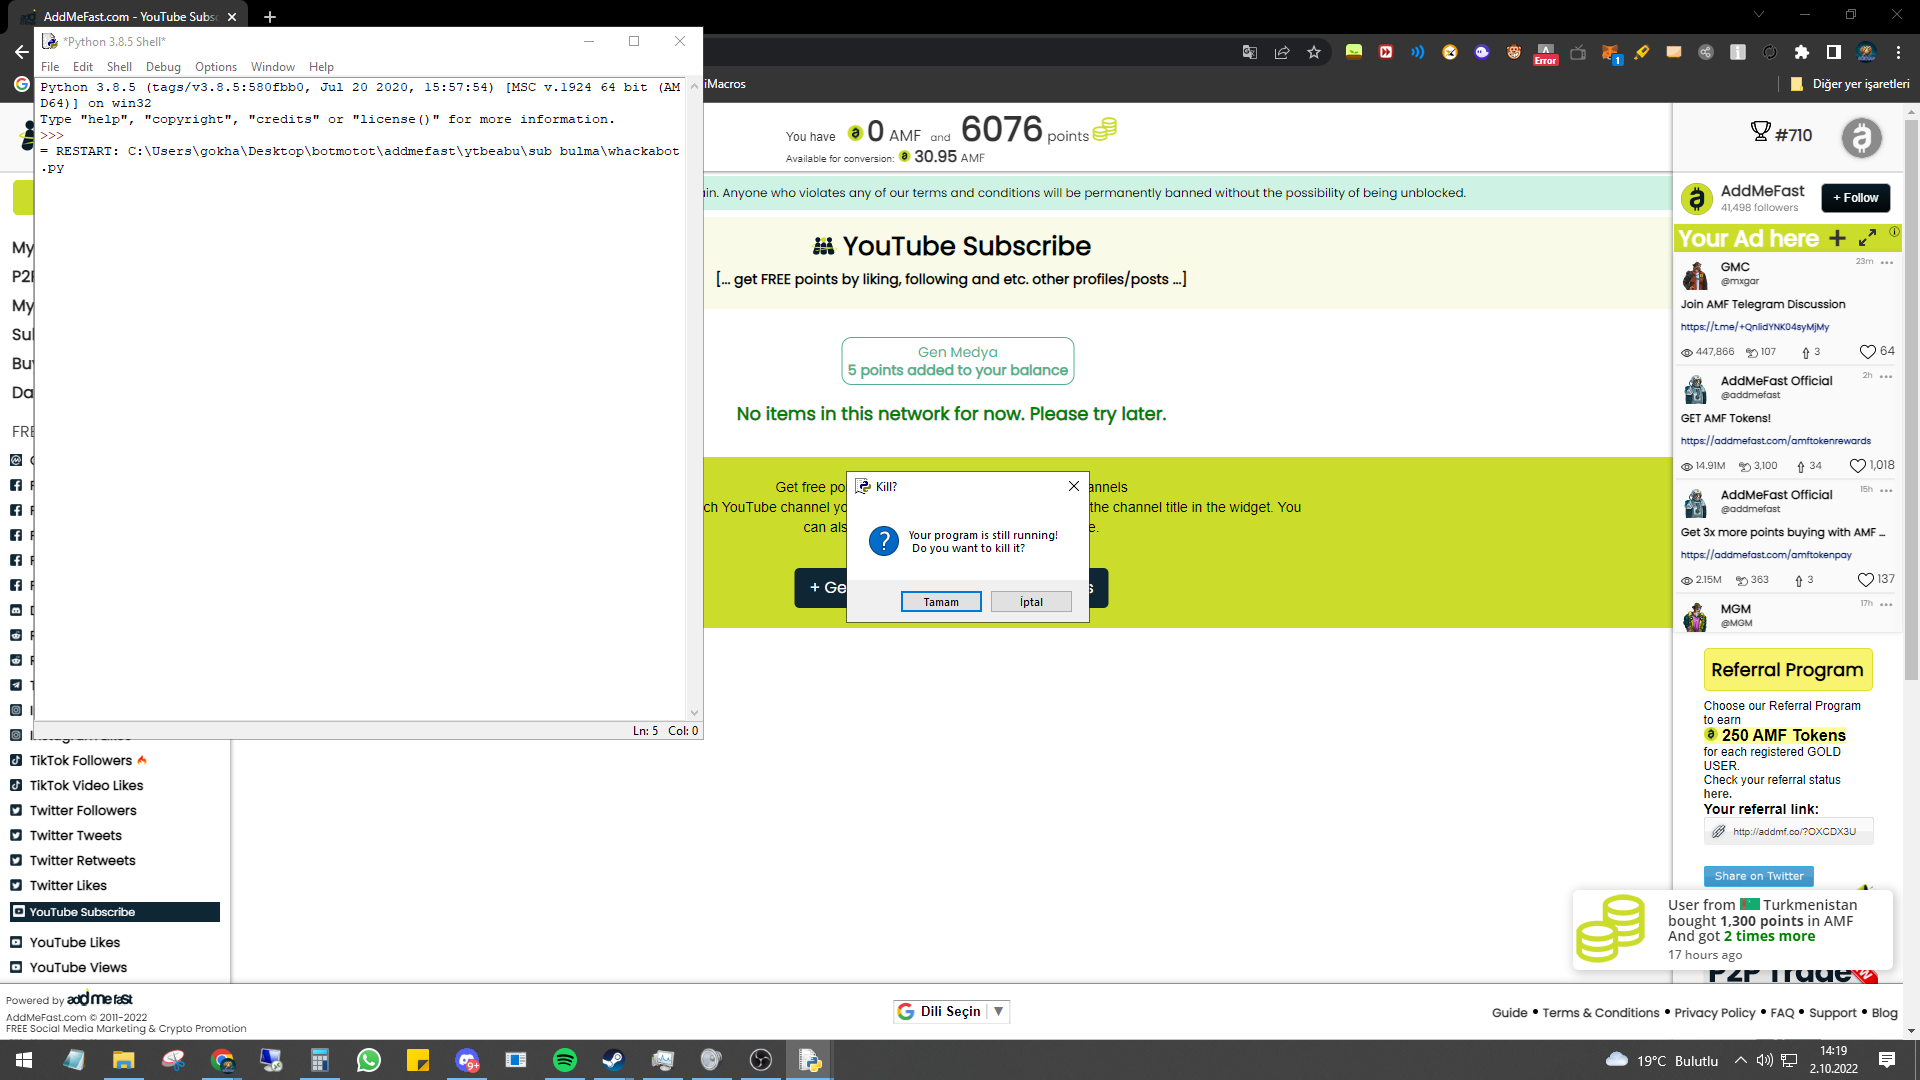 AddMeFast.com - YouTube Subs
*Python 3.8.5 Shell*
File Edit Shell Debug Options Window Help
Python 3.8.5 (tags/v3.8.5:580fbb0, Jul 20 2020, 15:57:54) [MSC v.1924 64 bit (AM
D64)] on win32
Type "help", "copyright", "credits" or "license()" for more information.
>>>
= RESTART: C:\Users\gokha\Desktop\botmotot\addmefast\ytbeabu\sub bulma\whackabot
.py
Ln: 5 Col: 0
Error
1
iMacros
Diğer yer işaretleri
You have 0 AMF and 6076 points
Available for conversion: 30.95 AMF
#710
Anyone who violates any of our terms and conditions will be permanently banned without the possibility of being unblocked.
YouTube Subscribe
[... get FREE points by liking, following and etc. other profiles/posts ...]
Gen Medya
5 points added to your balance
No items in this network for now. Please try later.
Get free po
annels
ch YouTube channel yo
the channel title in the widget. You
can als
e.
+ Ge
s
Kill?
Your program is still running!
Do you want to kill it?
Tamam
İptal
My
P2P
My
Sul
Buy
Da
FRE
TikTok Followers
TikTok Video Likes
Twitter Followers
Twitter Tweets
Twitter Retweets
Twitter Likes
YouTube Subscribe
YouTube Likes
YouTube Views
AddMeFast
41,498 followers
+ Follow
Your Ad here
GMC
23m
@mxgar
Join AMF Telegram Discussion
https://t.me/+QnlidYNK04syMjMy
447,866 107 3 64
AddMeFast Official
2h
@addmefast
GET AMF Tokens!
https://addmefast.com/amftokenrewards
14.91M 3,100 34 1,018
AddMeFast Official
15h
@addmefast
Get 3x more points buying with AMF ...
https://addmefast.com/amftokenpay
2.15M 363 3 137
MGM
17h
@MGM
Referral Program
Choose our Referral Program
to earn
250 AMF Tokens
for each registered GOLD
USER.
Check your referral status
here.
Your referral link:
http://addmf.co/?OXCDX3U
Share on Twitter
User from Turkmenistan
bought 1,300 points in AMF
And got 2 times more
17 hours ago
P2P Trade
Powered by addmefast
AddMeFast.com © 2011-2022
FREE Social Media Marketing & Crypto Promotion
Dili Seçin
Guide • Terms & Conditions • Privacy Policy • FAQ • Support • Blog
9+
19°C Bulutlu
14:19
2.10.2022